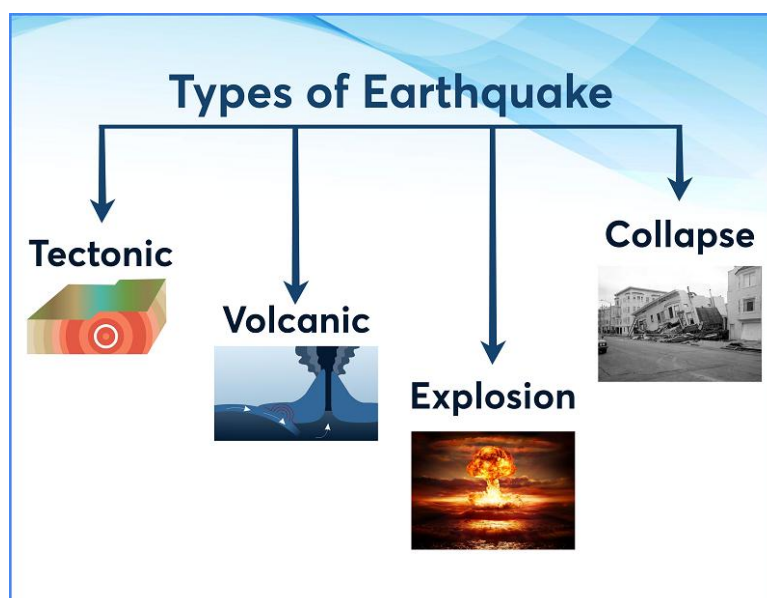 Types of Earthquake
Tectonic
Volcanic
Explosion
Collapse